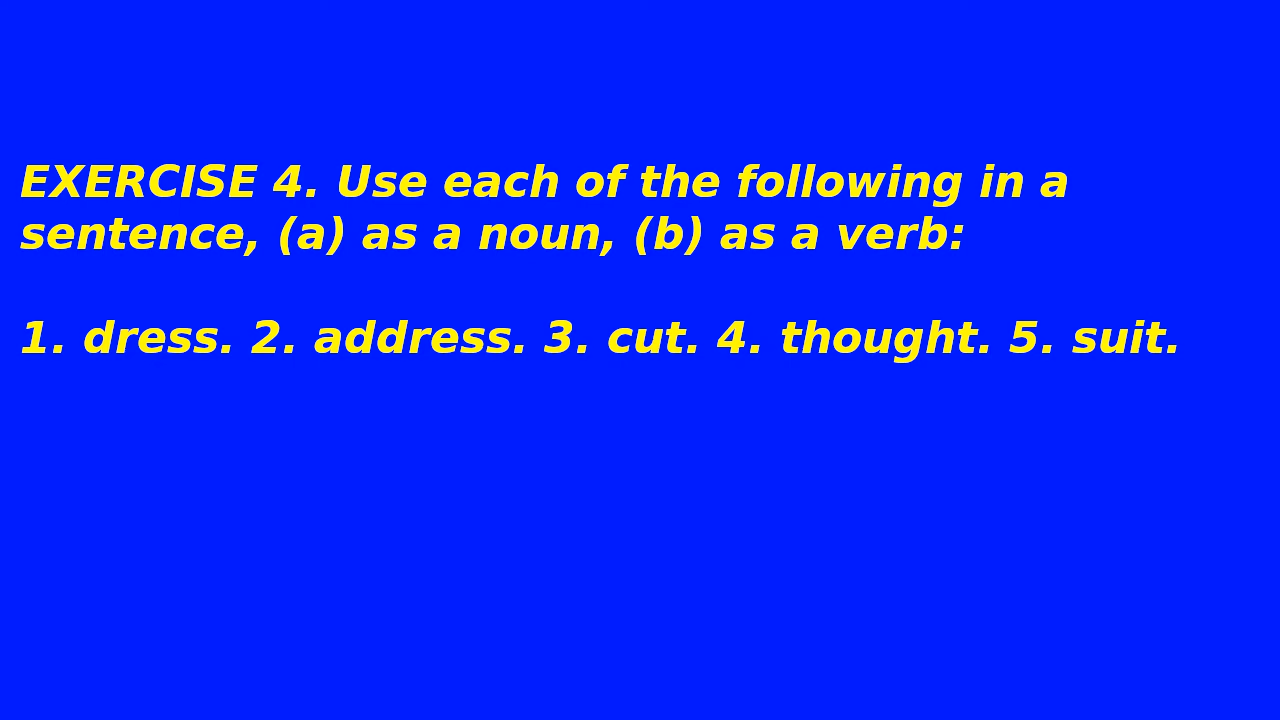 EXERCISE 4. Use each of the following in a
sentence, (a) as a noun, (b) as a verb:
1. dress. 2. address. 3. cut. 4. thought. 5. suit.